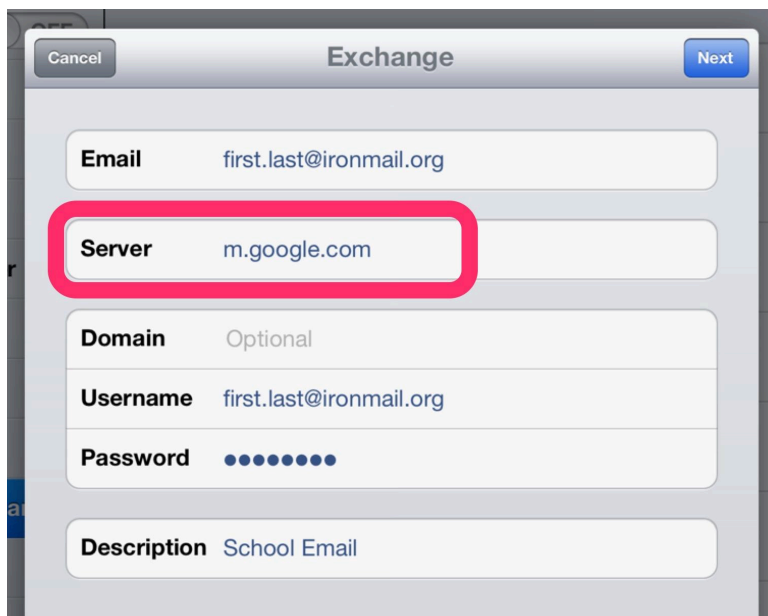 OFF
Cancel Exchange Next
Email first.last@ironmail.org
Server m.google.com
r
Domain Optional
Username first.last@ironmail.org
Password ●●●●●●●●
Description School Email